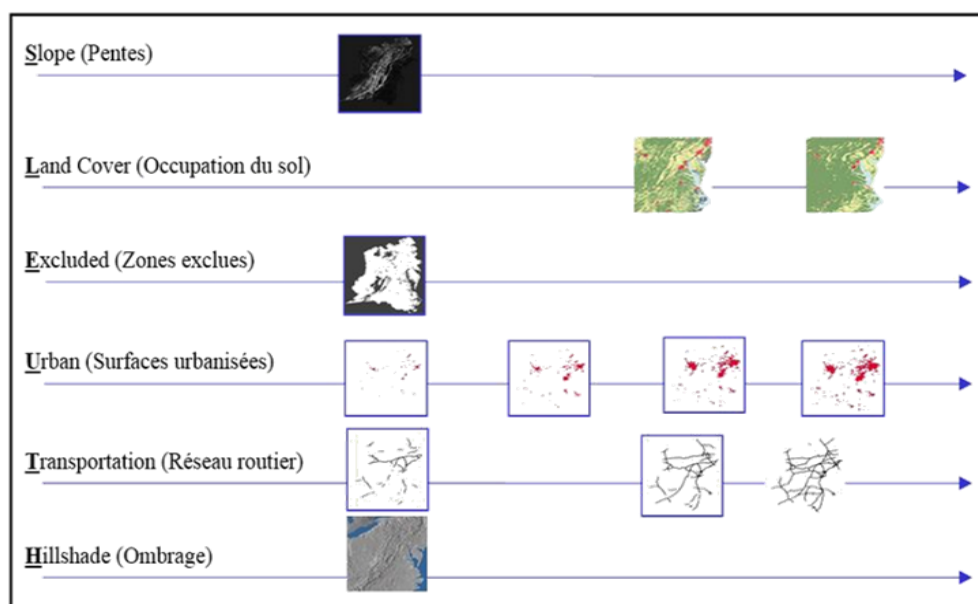 Slope (Pentes)
Land Cover (Occupation du sol)
Excluded (Zones exclues)
Urban (Surfaces urbanisées)
Transportation (Réseau routier)
Hillshade (Ombrage)